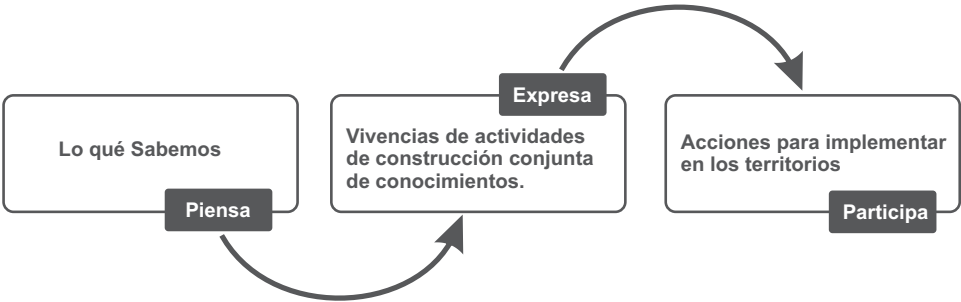 Lo qué Sabemos
Piensa
Expresa
Vivencias de actividades
de construcción conjunta
de conocimientos.
Acciones para implementar
en los territorios
Participa